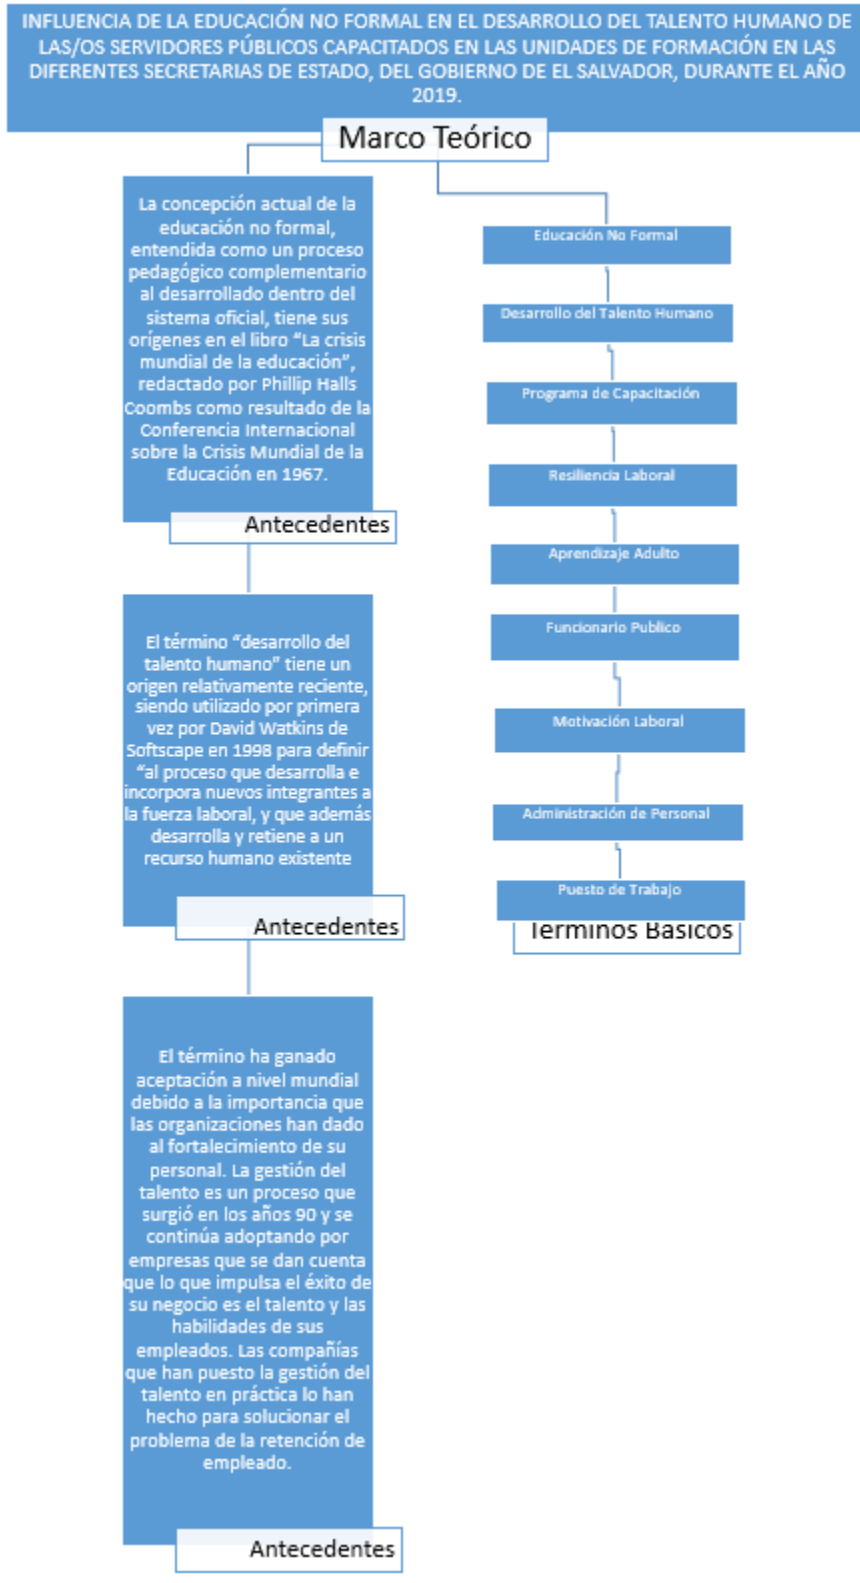 INFLUENCIA DE LA EDUCACIÓN NO FORMAL EN EL DESARROLLO DEL TALENTO HUMANO DE
LAS/OS SERVIDORES PÚBLICOS CAPACITADOS EN LAS UNIDADES DE FORMACIÓN EN LAS
DIFERENTES SECRETARIAS DE ESTADO, DEL GOBIERNO DE EL SALVADOR, DURANTE EL AÑO
2019.
Marco Teórico
La concepción actual de la
educación no formal,
entendida como un proceso
pedagógico complementario
al desarrollado dentro del
sistema oficial, tiene sus
orígenes en el libro “La crisis
mundial de la educación”,
redactado por Phillip Halls
Coombs como resultado de la
Conferencia Internacional
sobre la Crisis Mundial de la
Educación en 1967.
Antecedentes
El término “desarrollo del
talento humano” tiene un
origen relativamente reciente,
siendo utilizado por primera
vez por David Watkins de
Softscape en 1998 para definir
“al proceso que desarrolla e
incorpora nuevos integrantes a
la fuerza laboral, y que además
desarrolla y retiene a un
recurso humano existente
Antecedentes
El término ha ganado
aceptación a nivel mundial
debido a la importancia que
las organizaciones han dado
al fortalecimiento de su
personal. La gestión del
talento es un proceso que
surgió en los años 90 y se
continúa adoptando por
empresas que se dan cuenta
que lo que impulsa el éxito de
su negocio es el talento y las
habilidades de sus
empleados. Las compañías
que han puesto la gestión del
talento en práctica lo han
hecho para solucionar el
problema de la retención de
empleado.
Antecedentes
Educación No Formal
Desarrollo del Talento Humano
Programa de Capacitación
Resiliencia Laboral
Aprendizaje Adulto
Funcionario Publico
Motivación Laboral
Administración de Personal
Puesto de Trabajo
Términos Básicos